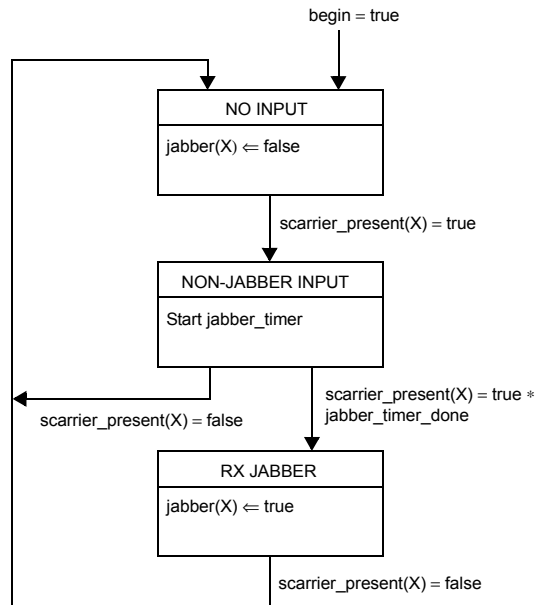 begin = true
NO INPUT
jabber(X) ⇐ false
scarrier_present(X) = true
NON-JABBER INPUT
Start jabber_timer
scarrier_present(X) = false
scarrier_present(X) = true *
jabber_timer_done
RX JABBER
jabber(X) ⇐ true
scarrier_present(X) = false